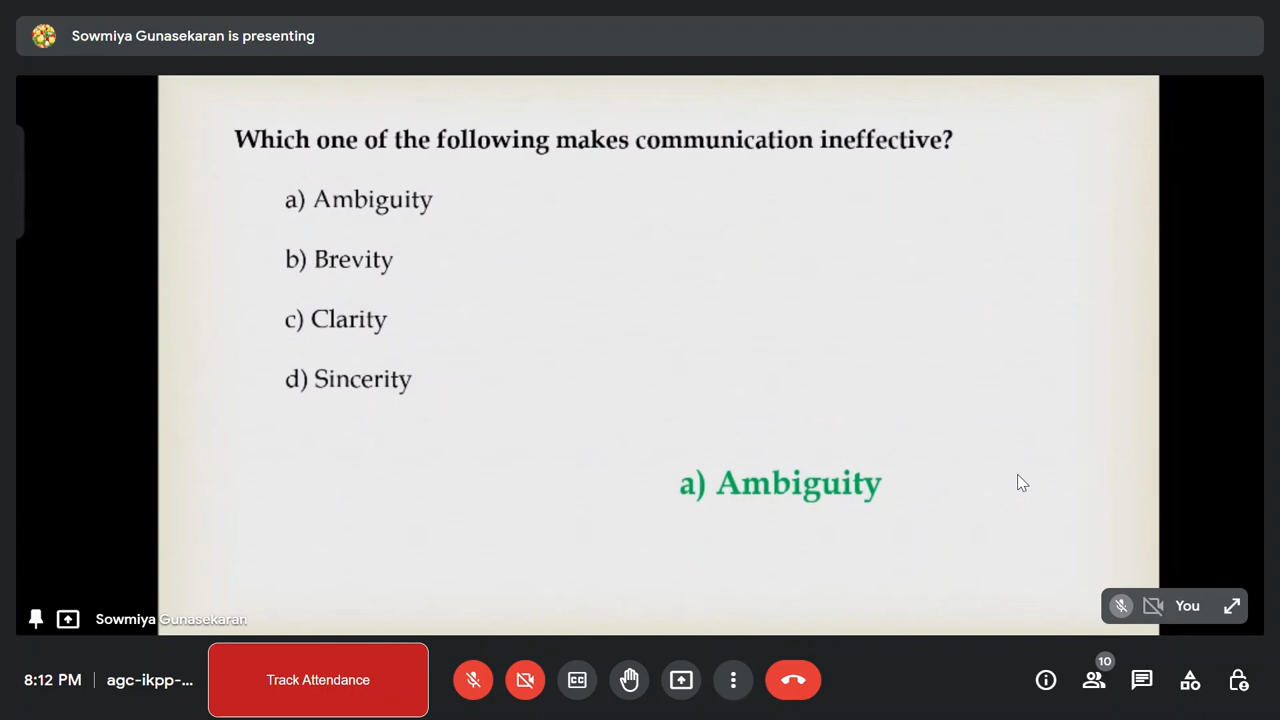 Sowmiya Gunasekaran is presenting
Which one of the following makes communication ineffective?
a) Ambiguity
b) Brevity
c) Clarity
d) Sincerity
a) Ambiguity
Sowmiya Gunasekaran
You
8:12 PM | agc-ikpp-...
Track Attendance
CC
10